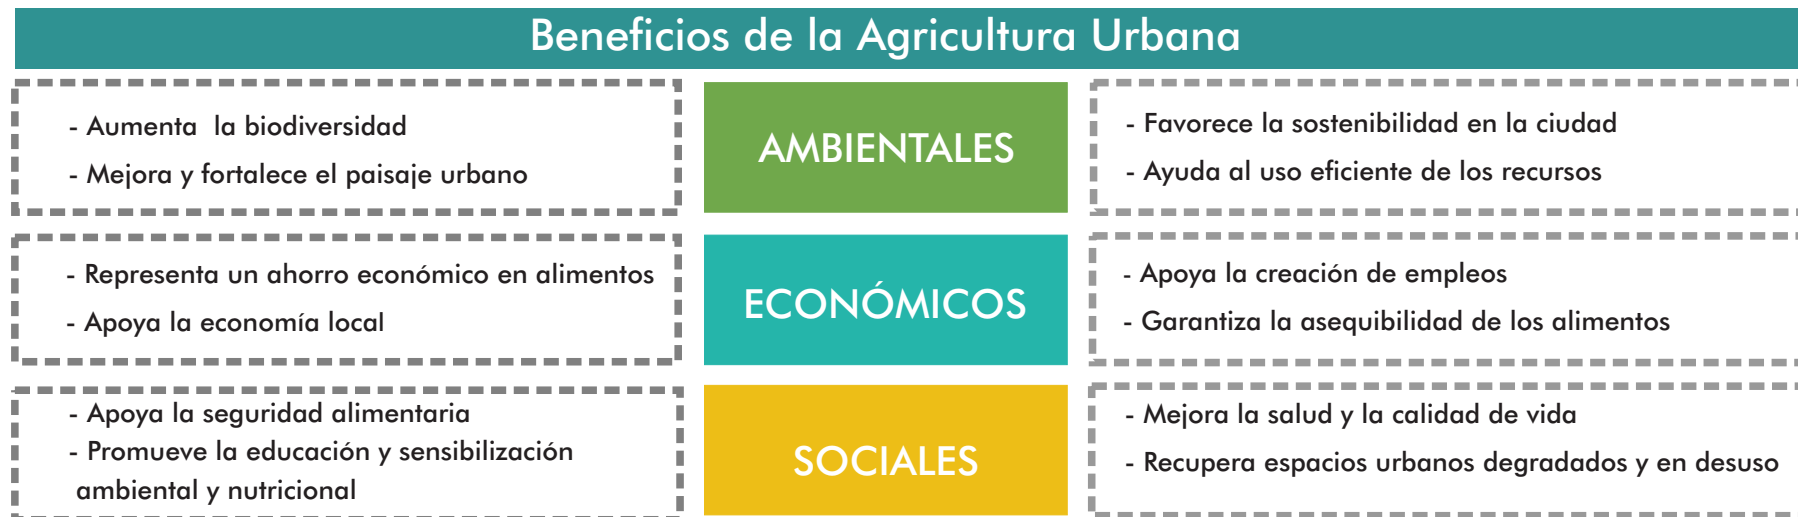 Beneficios de la Agricultura Urbana
- Aumenta la biodiversidad
- Mejora y fortalece el paisaje urbano
AMBIENTALES
- Favorece la sostenibilidad en la ciudad
- Ayuda al uso eficiente de los recursos
- Representa un ahorro económico en alimentos
- Apoya la economía local
ECONÓMICOS
- Apoya la creación de empleos
- Garantiza la asequibilidad de los alimentos
- Apoya la seguridad alimentaria
- Promueve la educación y sensibilización
ambiental y nutricional
SOCIALES
- Mejora la salud y la calidad de vida
- Recupera espacios urbanos degradados y en desuso